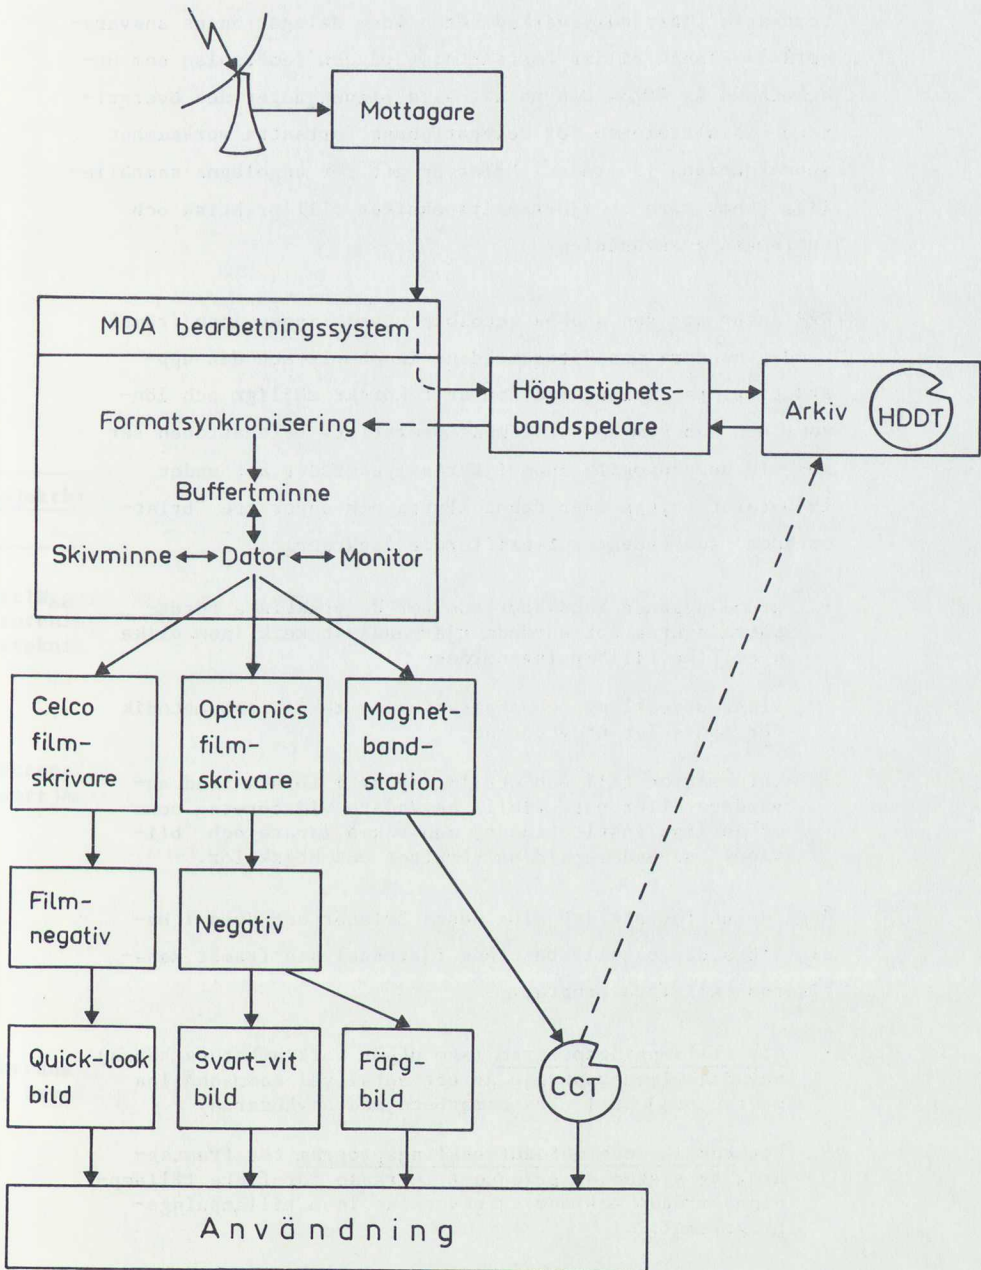 Mottagare
MDA bearbetningssystem
Höghastighets-
bandspelare
Arkiv
HDDT
Formatsynkronisering
Buffertminne
Skivminne
Dator
Monitor
Celco
film-
skrivare
Optronics
film-
skrivare
Magnet-
band-
station
Film-
negativ
Negativ
Quick-look
bild
Svart-vit
bild
Färg-
bild
CCT
Användning